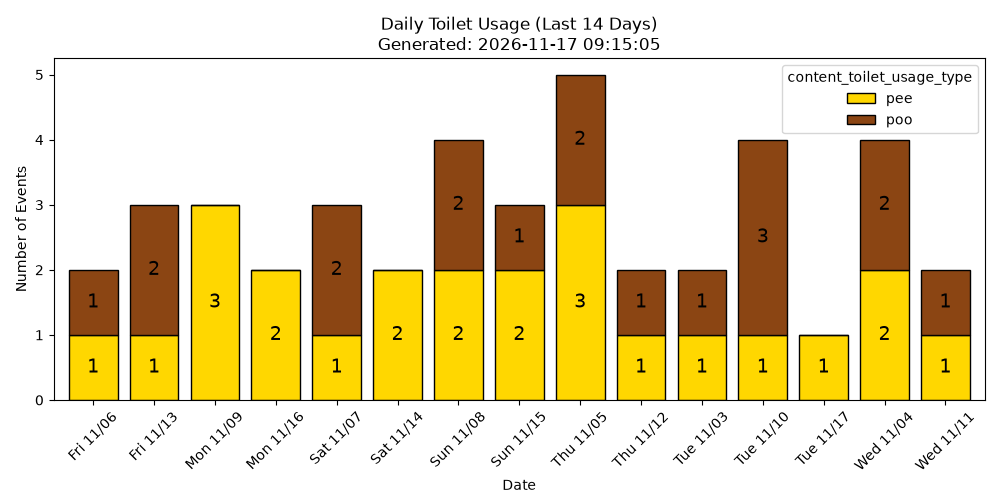 Daily Toilet Usage (Last 14 Days)
Generated: 2026-11-17 09:15:05
content_toilet_usage_type
pee
poo
Number of Events
5
4
3
2
1
0
1 2 2 2 2 1 2 1 1 3 2 1
1 1 3 2 1 2 2 2 3 1 1 1 1 2 1
Fri 11/06
Fri 11/13
Mon 11/09
Mon 11/16
Sat 11/07
Sat 11/14
Sun 11/08
Sun 11/15
Thu 11/05
Thu 11/12
Tue 11/03
Tue 11/10
Tue 11/17
Wed 11/04
Wed 11/11
Date